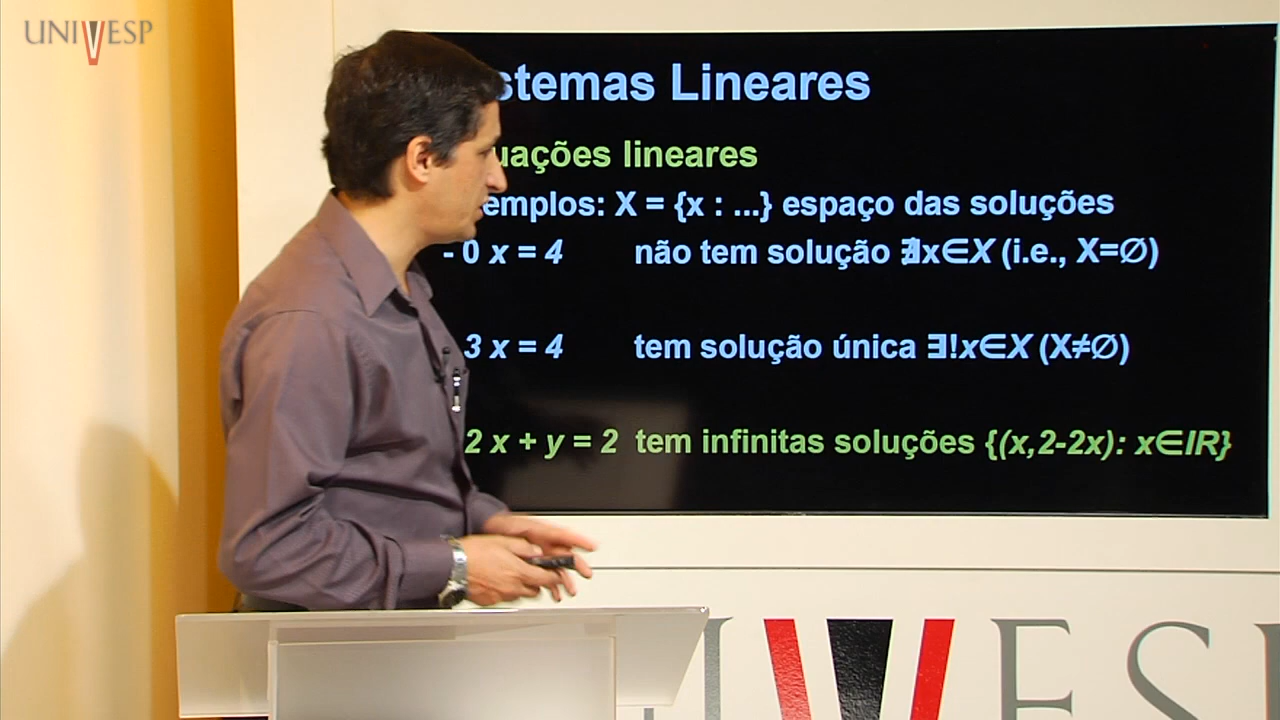 UNIVESP
stemas Lineares
uações lineares
emplos: X = {x : ...} espaço das soluções
- 0 x = 4 não tem solução ∄x∈X (i.e., X=∅)
3 x = 4 tem solução única ∃!x∈X (X≠∅)
2 x + y = 2 tem infinitas soluções {(x,2-2x): x∈IR}
IVESP